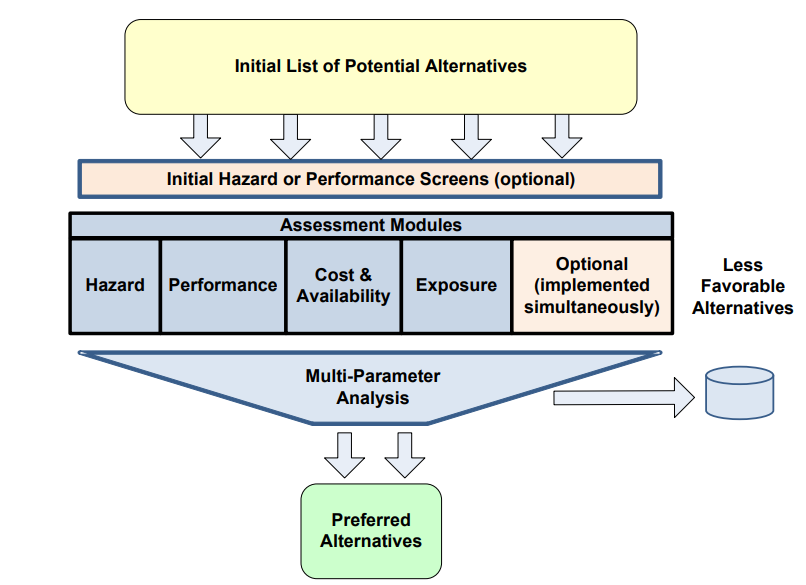 Initial List of Potential Alternatives
Initial Hazard or Performance Screens (optional)
Assessment Modules
Hazard
Performance
Cost &
Availability
Exposure
Optional
(implemented
simultaneously)
Less
Favorable
Alternatives
Multi-Parameter
Analysis
Preferred
Alternatives